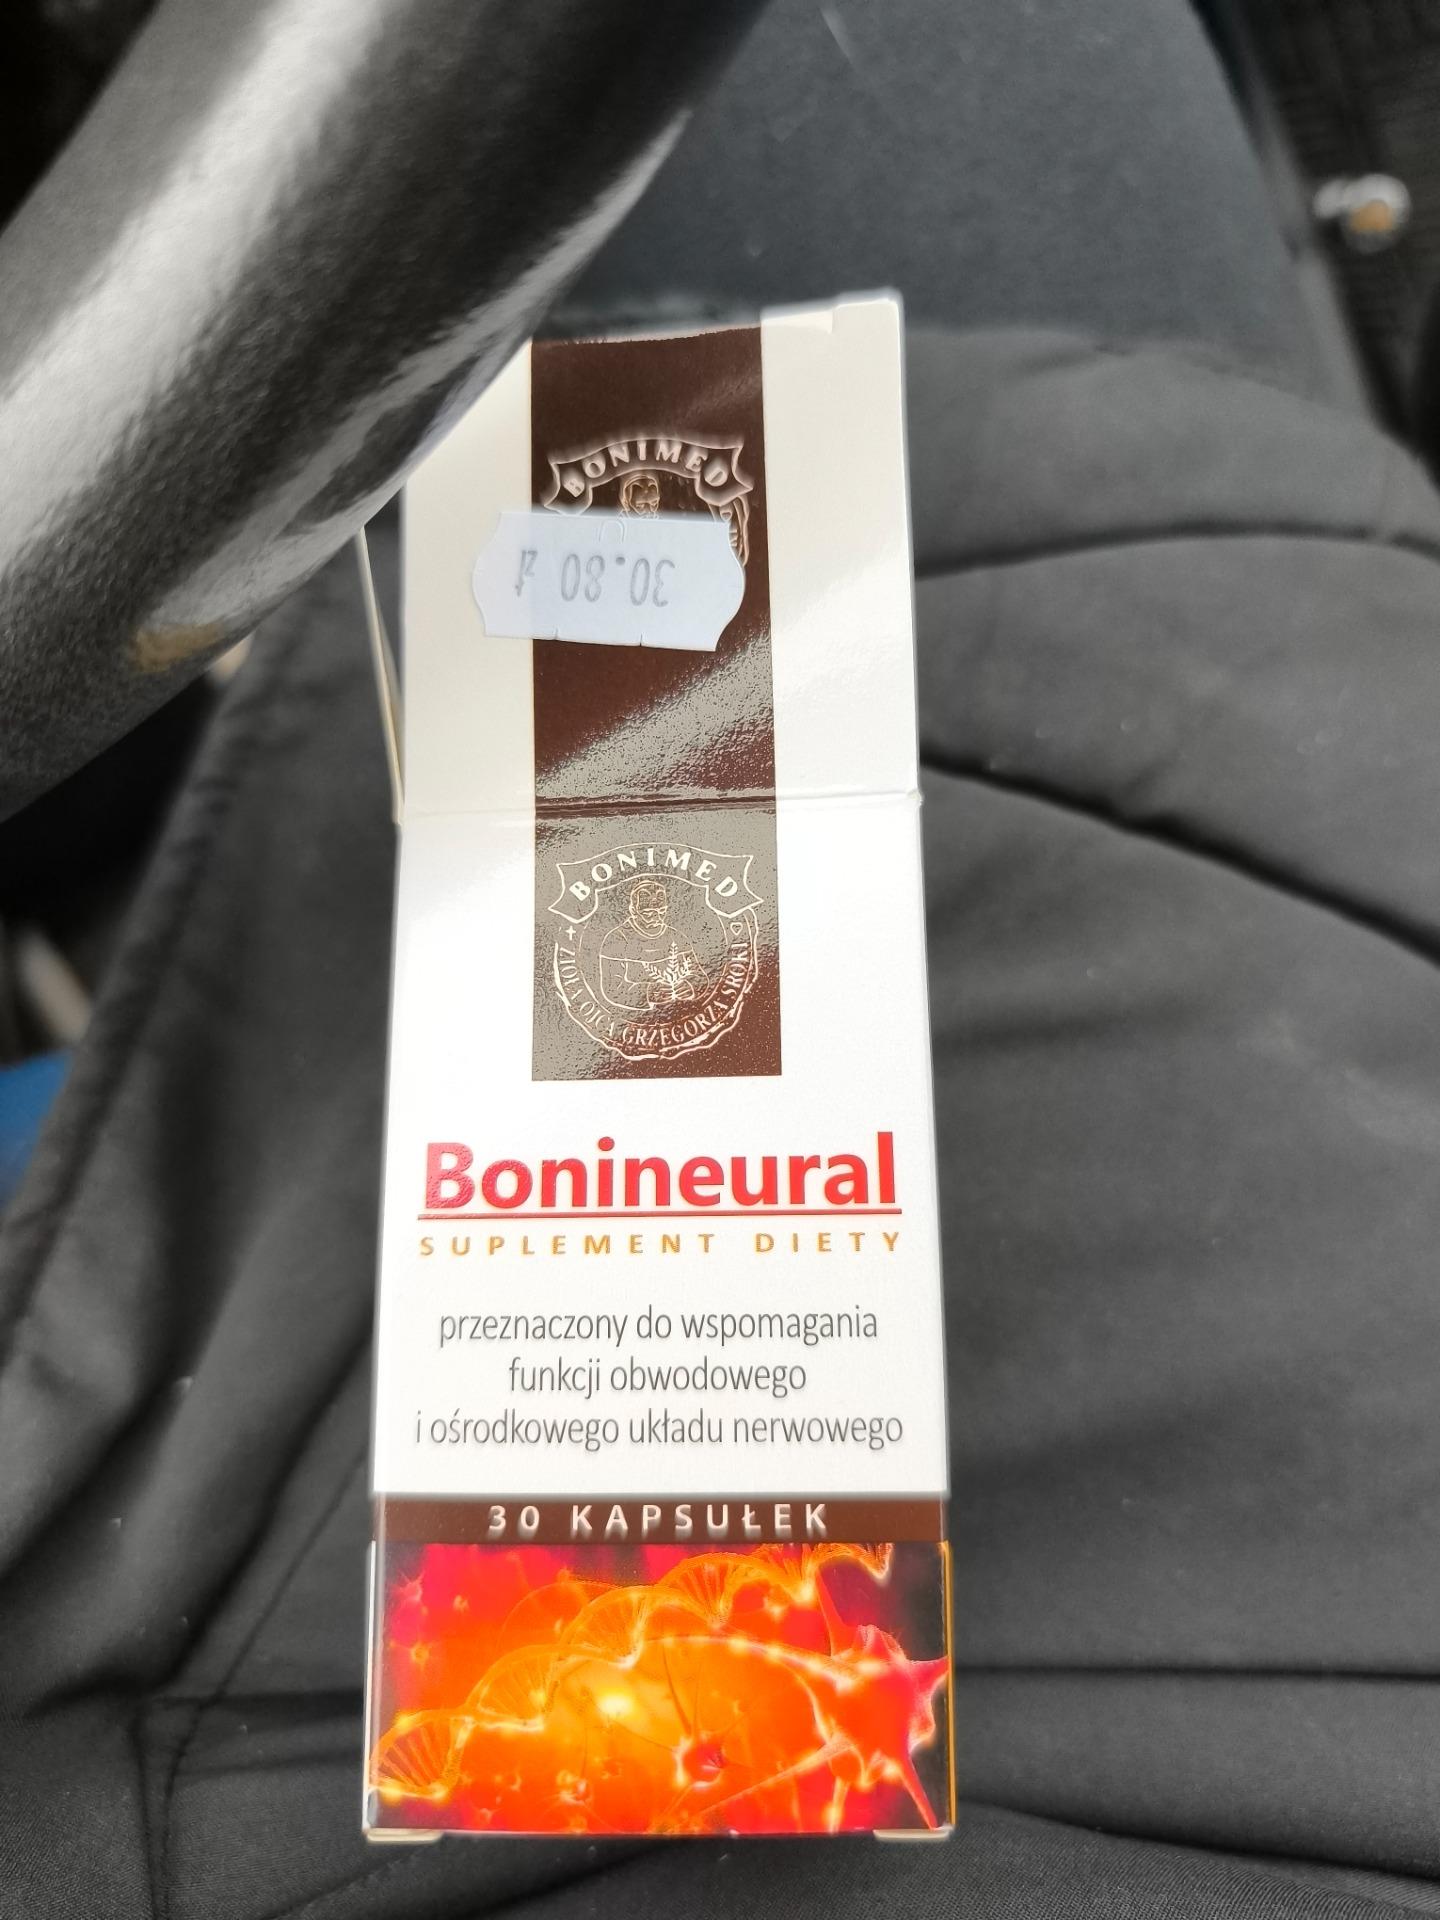 BONIMED
30.80 zł
BONIMED
ZIOŁA OJCA GRZEGORZA SROKI
Bonineural
SUPLEMENT DIETY
przeznaczony do wspomagania
funkcji obwodowego
i ośrodkowego układu nerwowego
30 KAPSUŁEK